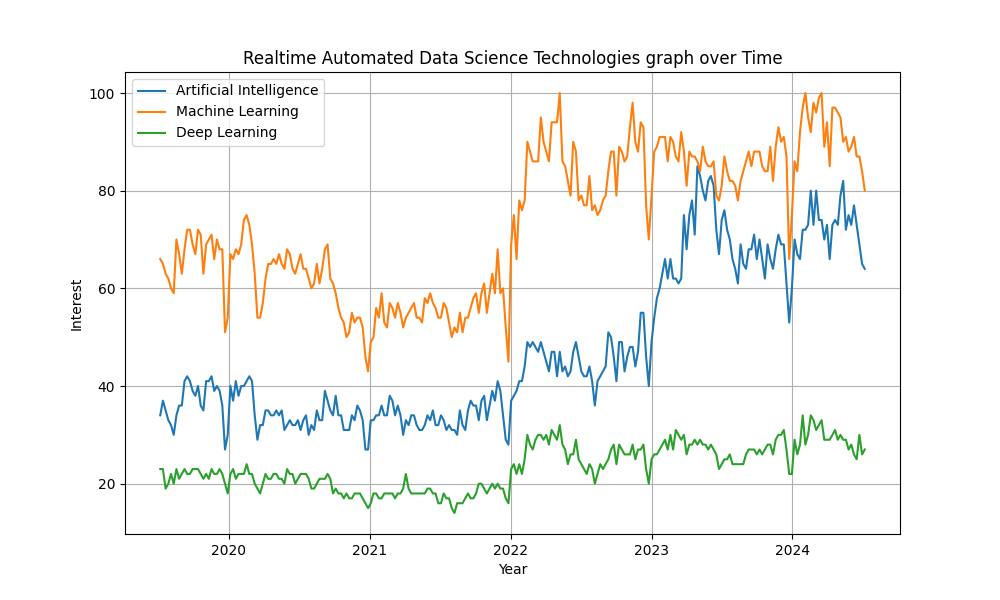 Realtime Automated Data Science Technologies graph over Time
Artificial Intelligence
Machine Learning
Deep Learning
100
80
60
40
20
Interest
2020 2021 2022 2023 2024
Year